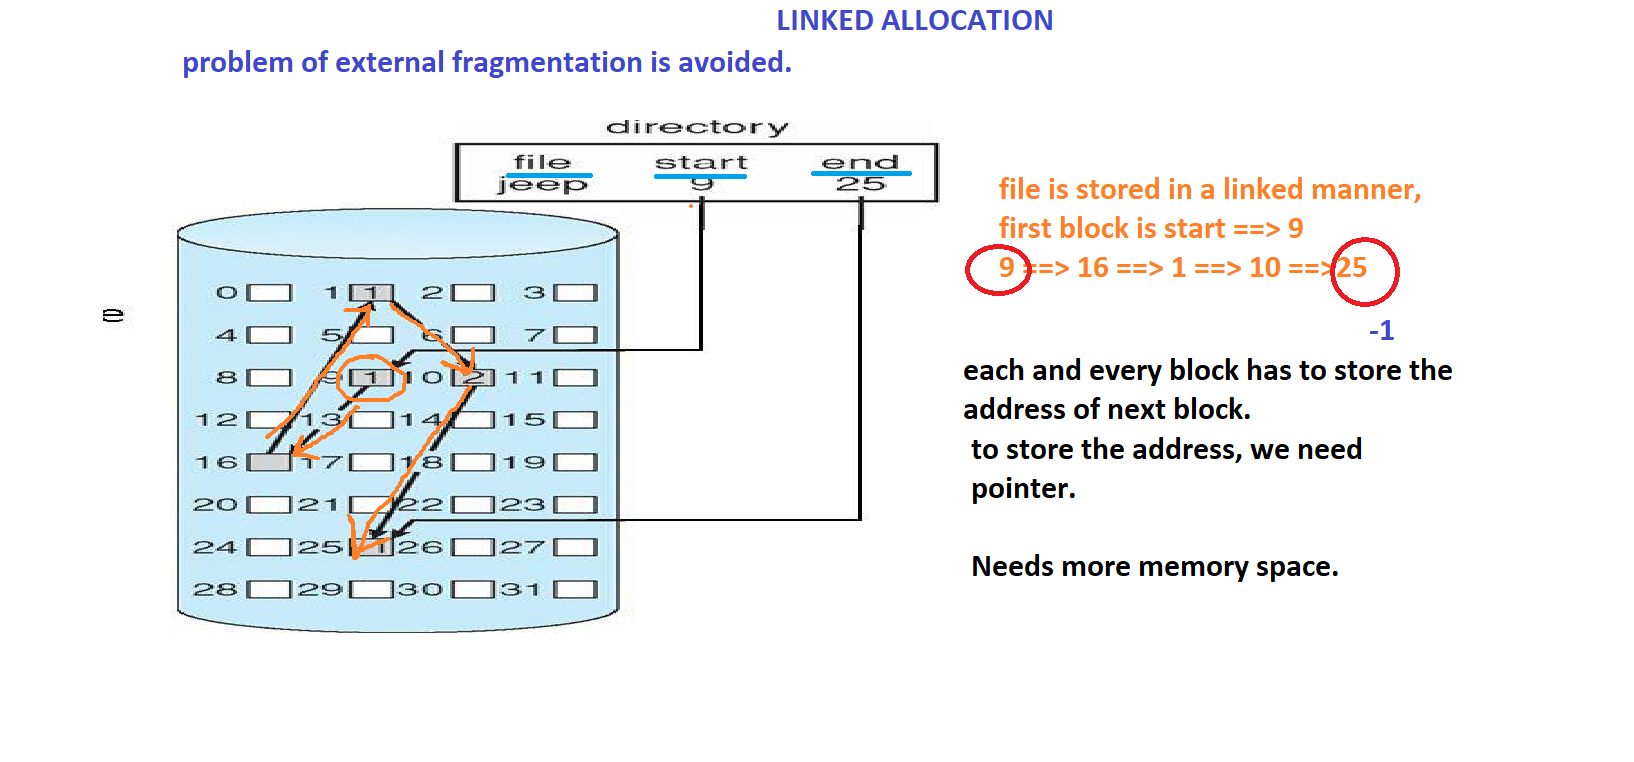 LINKED ALLOCATION
problem of external fragmentation is avoided.
directory
file start end
jeep 9 25
file is stored in a linked manner,
first block is start ==> 9
9 ==> 16 ==> 1 ==> 10 ==>25
-1
each and every block has to store the
address of next block.
to store the address, we need
pointer.
Needs more memory space.
0 1 1 2 3
4 5 6 7
8 9 1 10 2 11
12 13 14 15
16 17 18 19
20 21 22 23
24 25 1 26 27
28 29 30 31